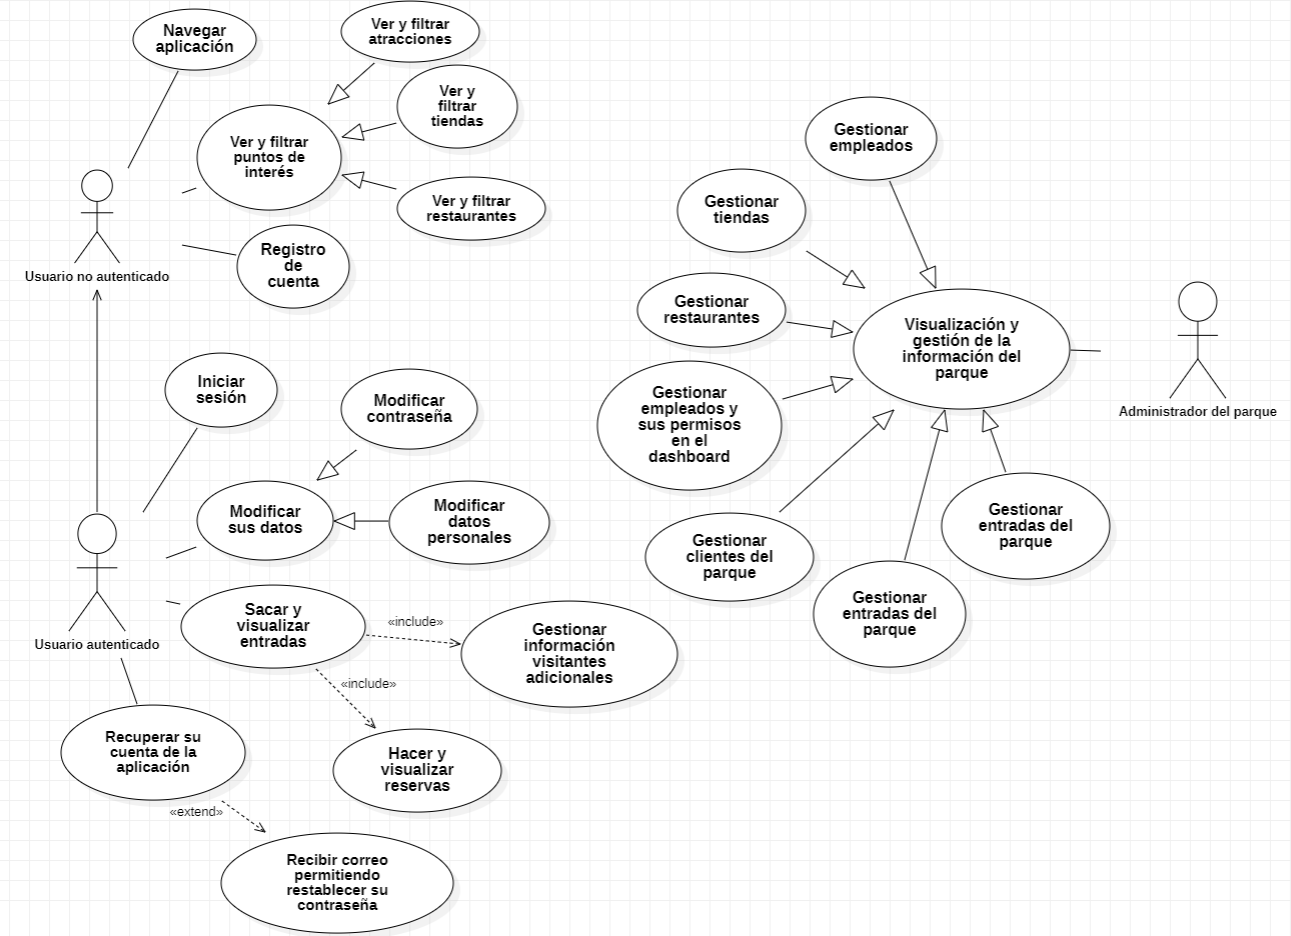 Navegar
aplicación
Ver y filtrar
atracciones
Ver y
filtrar
tiendas
Ver y filtrar
puntos de
interés
Ver y filtrar
restaurantes
Registro
de
cuenta
Usuario no autenticado
Iniciar
sesión
Modificar
contraseña
Modificar
sus datos
Modificar
datos
personales
Usuario autenticado
Sacar y
visualizar
entradas
«include»
Gestionar
información
visitantes
adicionales
«include»
Hacer y
visualizar
reservas
Recuperar su
cuenta de la
aplicación
«extend»
Recibir correo
permitiendo
restablecer su
contraseña
Gestionar
empleados
Gestionar
tiendas
Gestionar
restaurantes
Visualización y
gestión de la
información del
parque
Administrador del parque
Gestionar
empleados y
sus permisos
en el
dashboard
Gestionar
clientes del
parque
Gestionar
entradas del
parque
Gestionar
entradas del
parque